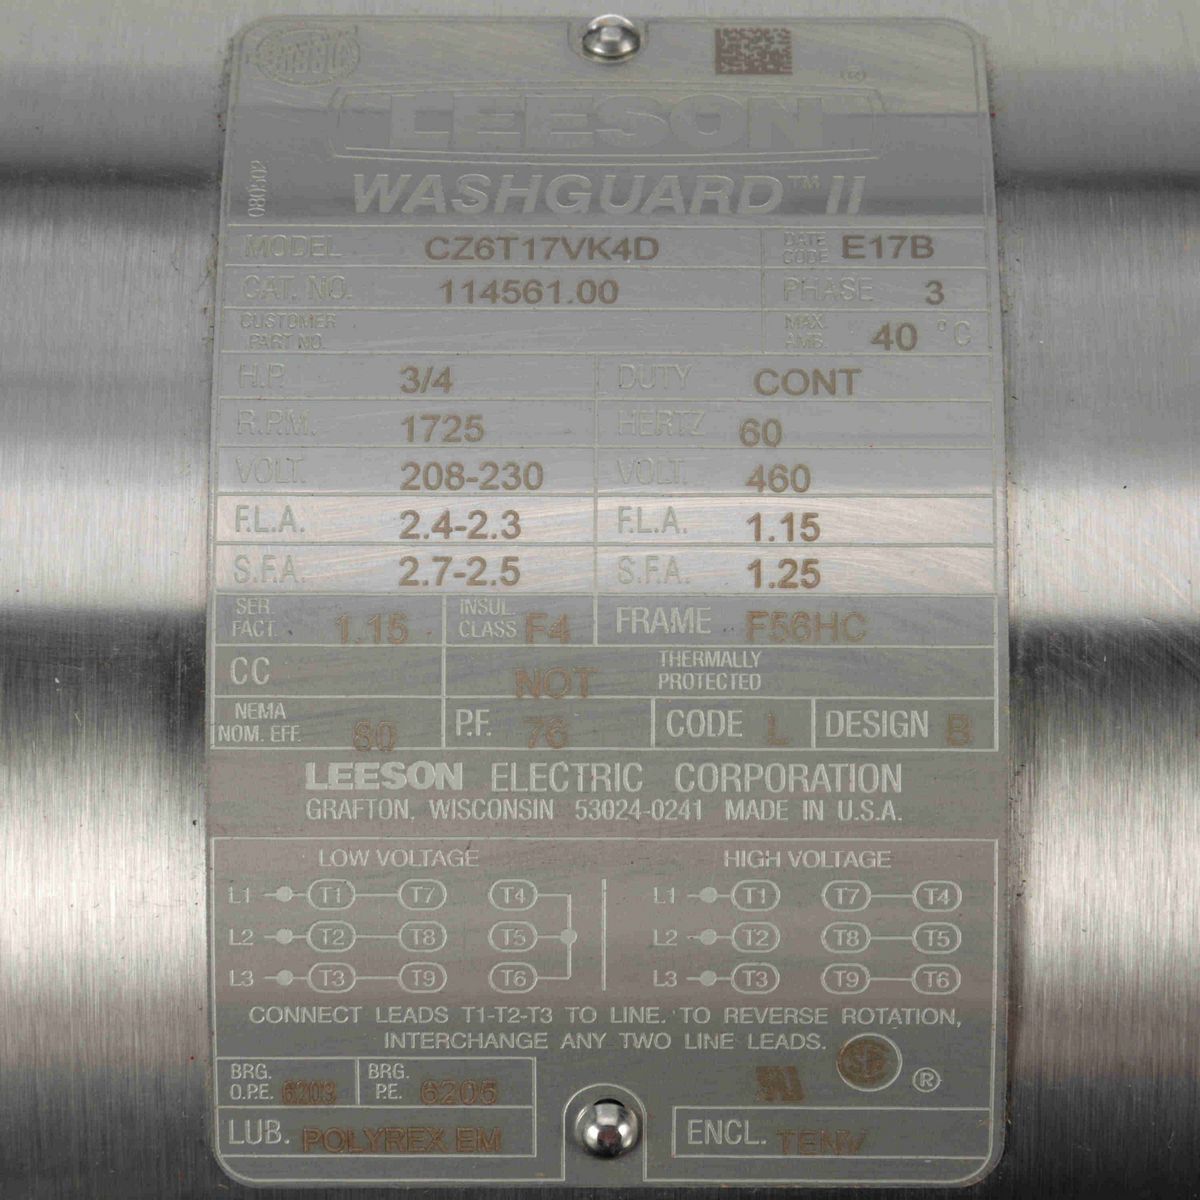 LEESON ®
080502
WASHGUARD™ II
MODEL CZ6T17VK4D DATE CODE E17B
CAT. NO. 114561.00 PHASE 3
CUSTOMER PART NO. MAX. AMB. 40 °C
H.P. 3/4 DUTY CONT
R.P.M. 1725 HERTZ 60
VOLT. 208-230 VOLT. 460
F.L.A. 2.4-2.3 F.L.A. 1.15
S.F.A. 2.7-2.5 S.F.A. 1.25
SER. FACT. 1.15 INSUL. CLASS F4 FRAME F56HC
CC NOT THERMALLY PROTECTED
NEMA NOM. EFF. 80 P.F. 76 CODE L DESIGN B
LEESON ELECTRIC CORPORATION
GRAFTON, WISCONSIN 53024-0241 MADE IN U.S.A.
LOW VOLTAGE HIGH VOLTAGE
L1 T1 T7 T4 L1 T1 T7 T4
L2 T2 T8 T5 L2 T2 T8 T5
L3 T3 T9 T6 L3 T3 T9 T6
CONNECT LEADS T1-T2-T3 TO LINE. TO REVERSE ROTATION,
INTERCHANGE ANY TWO LINE LEADS.
BRG. O.P.E. 6203 BRG. P.E. 6205 ®
LUB. POLYREX EM ENCL. TENV